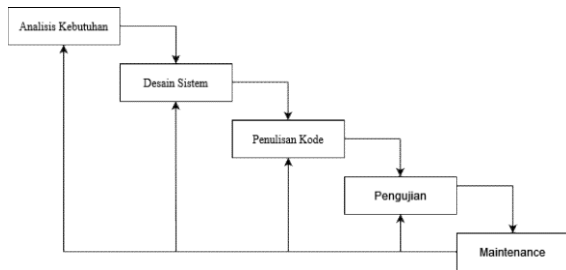 Analisis Kebutuhan
Desain Sistem
Penulisan Kode
Pengujian
Maintenance